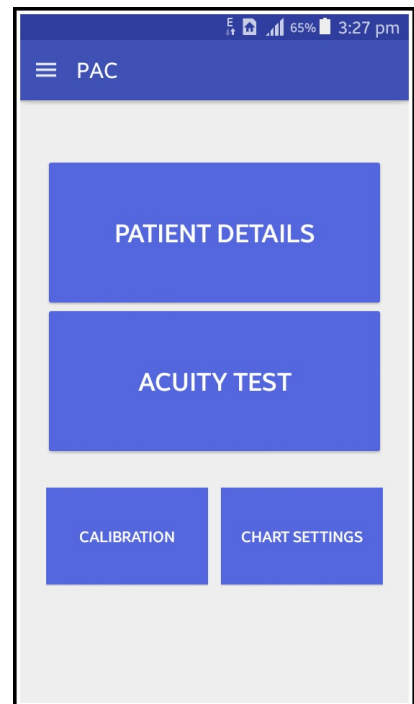 E 65% 3:27 pm
PAC
PATIENT DETAILS
ACUITY TEST
CALIBRATION CHART SETTINGS